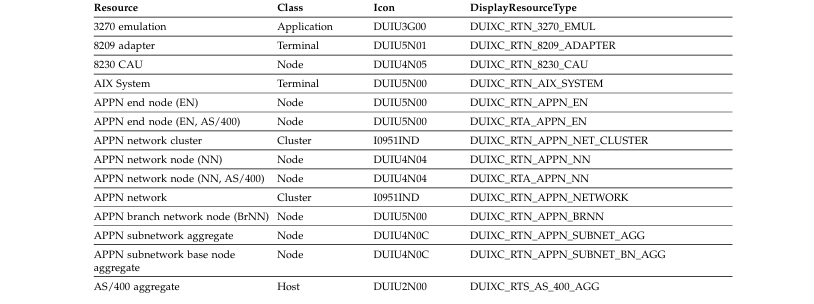 Resource Class Icon DisplayResourceType
3270 emulation Application DUIU3G00 DUIXC_RTN_3270_EMUL
8209 adapter Terminal DUIU5N01 DUIXC_RTN_8209_ADAPTER
8230 CAU Node DUIU4N05 DUIXC_RTN_8230_CAU
AIX System Terminal DUIU5N00 DUIXC_RTN_AIX_SYSTEM
APPN end node (EN) Node DUIU5N00 DUIXC_RTN_APPN_EN
APPN end node (EN, AS/400) Node DUIU5N00 DUIXC_RTA_APPN_EN
APPN network cluster Cluster I0951IND DUIXC_RTN_APPN_NET_CLUSTER
APPN network node (NN) Node DUIU4N04 DUIXC_RTN_APPN_NN
APPN network node (NN, AS/400) Node DUIU4N04 DUIXC_RTA_APPN_NN
APPN network Cluster I0951IND DUIXC_RTN_APPN_NETWORK
APPN branch network node (BrNN) Node DUIU5N00 DUIXC_RTN_APPN_BRNN
APPN subnetwork aggregate Node DUIU4N0C DUIXC_RTN_APPN_SUBNET_AGG
APPN subnetwork base node Node DUIU4N0C DUIXC_RTN_APPN_SUBNET_BN_AGG
aggregate
AS/400 aggregate Host DUIU2N00 DUIXC_RTS_AS_400_AGG